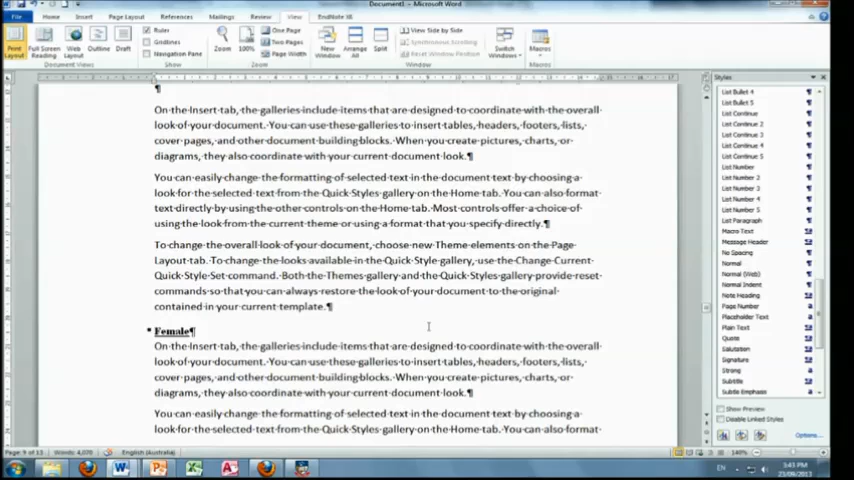 Document1 - Microsoft Word
File Home Insert Page Layout References Mailings Review View EndNote X6
Print Layout
Full Screen Reading
Web Layout
Outline
Draft
Document Views
Ruler
Gridlines
Navigation Pane
Show
Zoom
100%
One Page
Two Pages
Page Width
Zoom
New Window
Arrange All
Split
View Side by Side
Synchronous Scrolling
Reset Window Position
Window
Switch Windows
Macros
Macros
¶
On the Insert tab, the galleries include items that are designed to coordinate with the overall
look of your document. You can use these galleries to insert tables, headers, footers, lists,
cover pages, and other document building blocks. When you create pictures, charts, or
diagrams, they also coordinate with your current document look.¶
You can easily change the formatting of selected text in the document text by choosing a
look for the selected text from the Quick Styles gallery on the Home tab. You can also format
text directly by using the other controls on the Home tab. Most controls offer a choice of
using the look from the current theme or using a format that you specify directly.¶
To change the overall look of your document, choose new Theme elements on the Page
Layout tab. To change the looks available in the Quick Style gallery, use the Change Current
Quick Style Set command. Both the Themes gallery and the Quick Styles gallery provide reset
commands so that you can always restore the look of your document to the original
contained in your current template.¶
Female¶
On the Insert tab, the galleries include items that are designed to coordinate with the overall
look of your document. You can use these galleries to insert tables, headers, footers, lists,
cover pages, and other document building blocks. When you create pictures, charts, or
diagrams, they also coordinate with your current document look.¶
You can easily change the formatting of selected text in the document text by choosing a
look for the selected text from the Quick Styles gallery on the Home tab. You can also format
Styles
List Bullet 4
List Bullet 5
List Continue
List Continue 2
List Continue 3
List Continue 4
List Continue 5
List Number
List Number 2
List Number 3
List Number 4
List Number 5
List Paragraph
Macro Text
Message Header
No Spacing
Normal
Normal (Web)
Normal Indent
Note Heading
Page Number
Placeholder Text
Plain Text
Quote
Salutation
Signature
Strong
Subtitle
Subtle Emphasis
Show Preview
Disable Linked Styles
Options...
Page: 9 of 13 Words: 4,078 English (Australia) 140%
EN
5:43 PM
23/09/2013